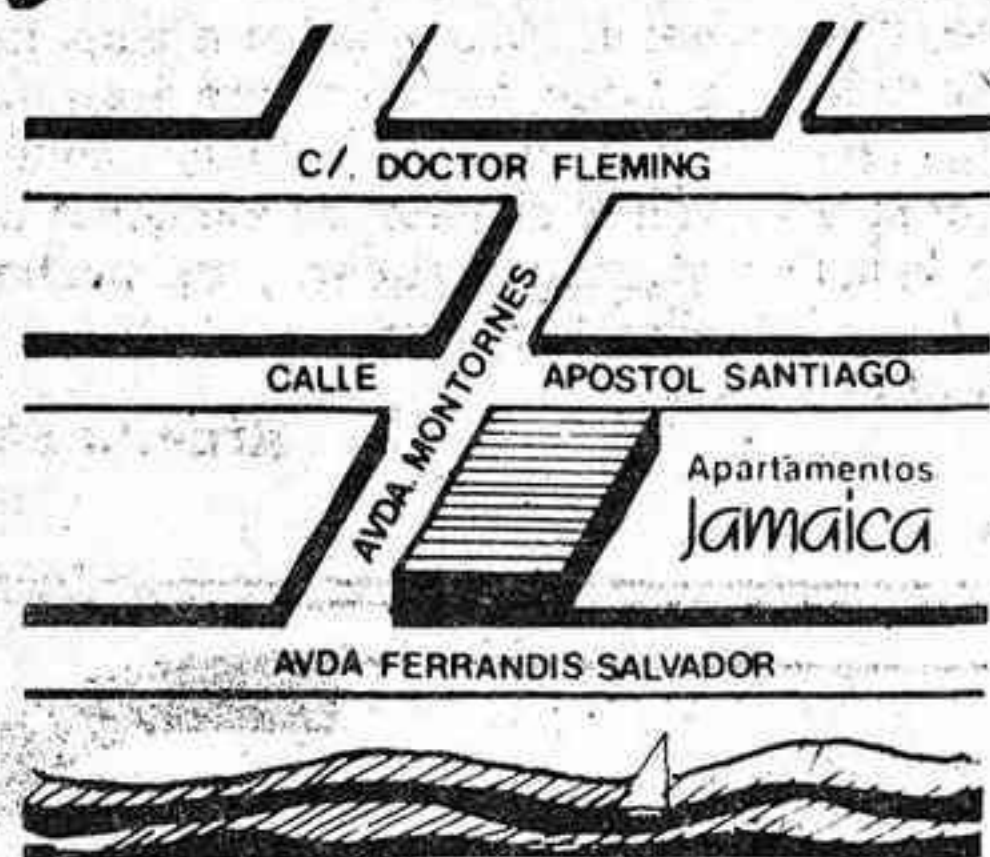 C/. DOCTOR FLEMING
AVDA. MONTORNES
CALLE APOSTOL SANTIAGO
Apartamentos
Jamaica
AVDA FERRANDIS SALVADOR